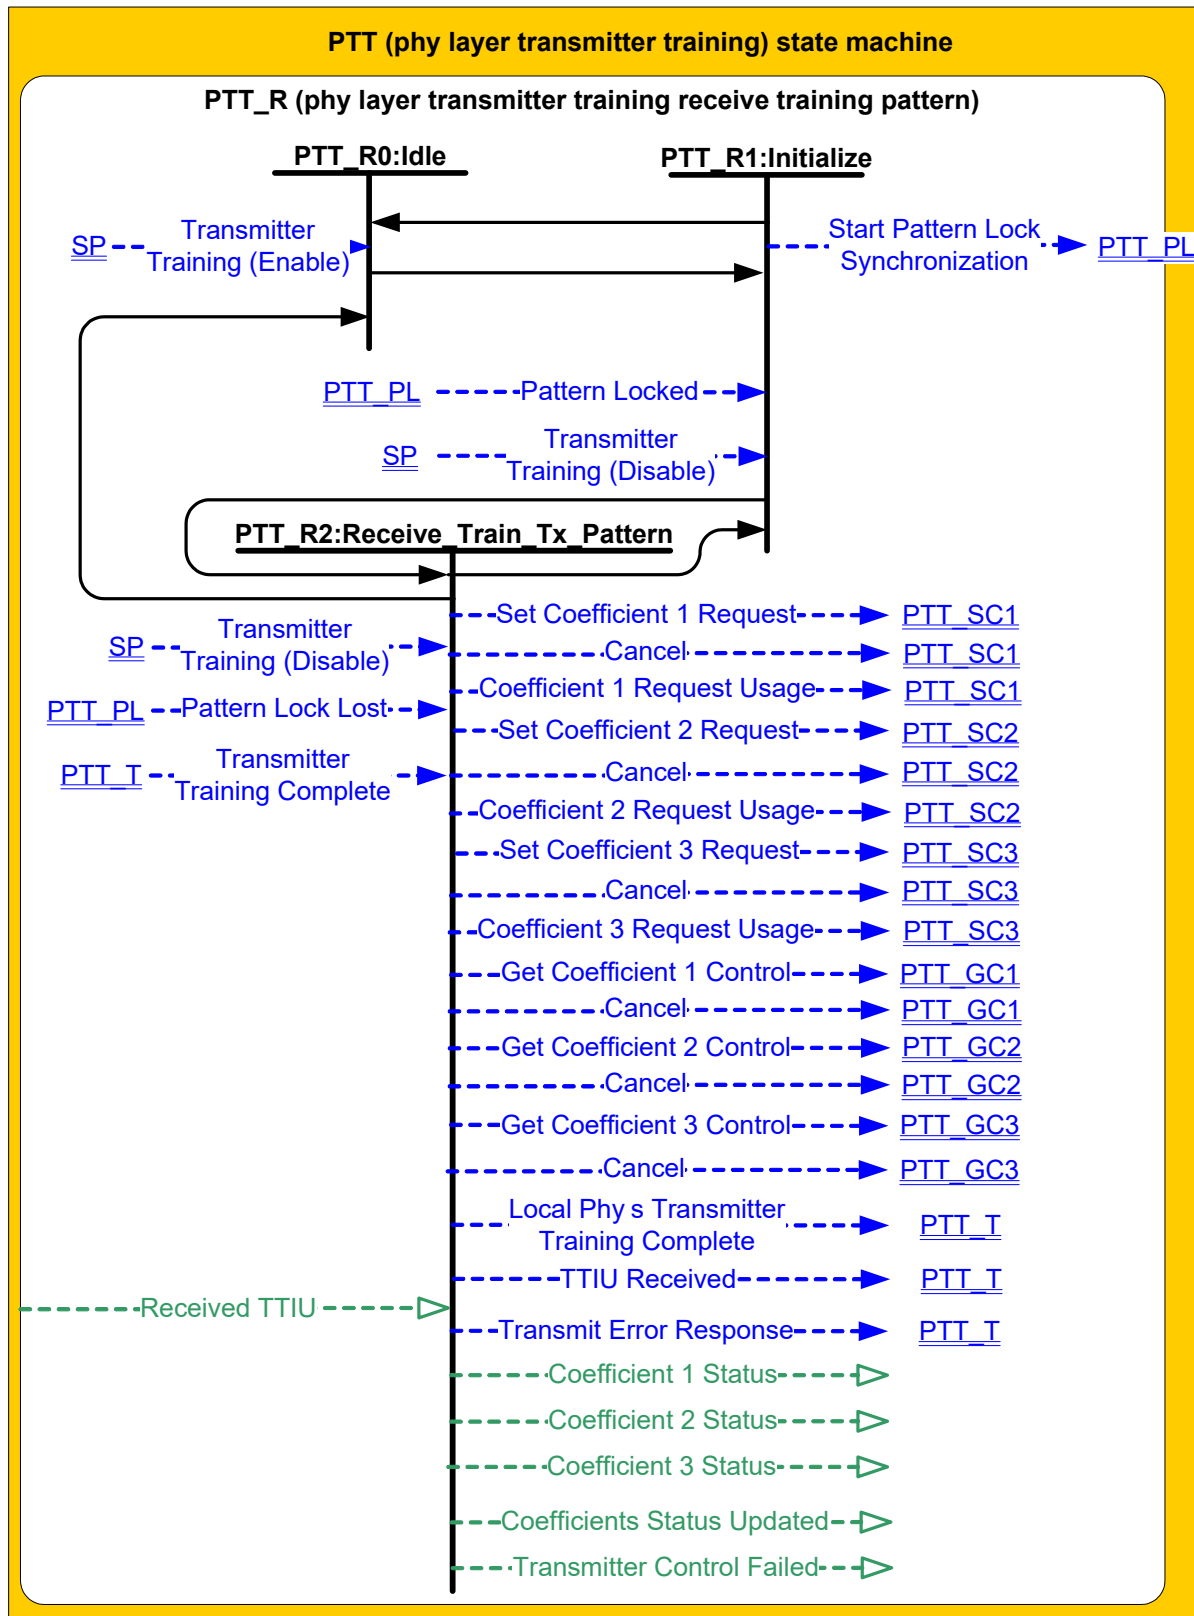 PTT (phy layer transmitter training) state machine
PTT_R (phy layer transmitter training receive training pattern)
PTT_R0:Idle
PTT_R1:Initialize
SP
Transmitter
Training (Enable)
Start Pattern Lock
Synchronization
PTT_PL
PTT_PL
Pattern Locked
SP
Transmitter
Training (Disable)
PTT_R2:Receive_Train_Tx_Pattern
Set Coefficient 1 Request
PTT_SC1
SP
Transmitter
Training (Disable)
Cancel
PTT_SC1
Coefficient 1 Request Usage
PTT_SC1
PTT_PL
Pattern Lock Lost
Set Coefficient 2 Request
PTT_SC2
PTT_T
Transmitter
Training Complete
Cancel
PTT_SC2
Coefficient 2 Request Usage
PTT_SC2
Set Coefficient 3 Request
PTT_SC3
Cancel
PTT_SC3
Coefficient 3 Request Usage
PTT_SC3
Get Coefficient 1 Control
PTT_GC1
Cancel
PTT_GC1
Get Coefficient 2 Control
PTT_GC2
Cancel
PTT_GC2
Get Coefficient 3 Control
PTT_GC3
Cancel
PTT_GC3
Local Phy s Transmitter
Training Complete
PTT_T
TTIU Received
PTT_T
Received TTIU
Transmit Error Response
PTT_T
Coefficient 1 Status
Coefficient 2 Status
Coefficient 3 Status
Coefficients Status Updated
Transmitter Control Failed